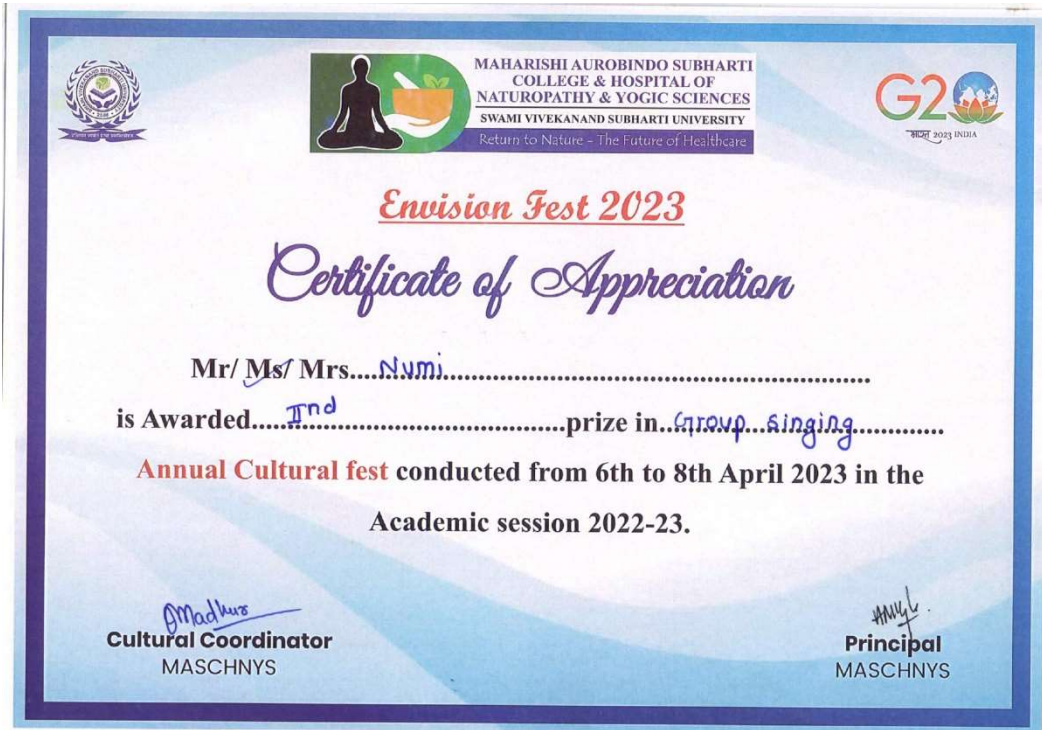 MAHARISHI AUROBINDO SUBHARTI
COLLEGE & HOSPITAL OF
NATUROPATHY & YOGIC SCIENCES
SWAMI VIVEKANAND SUBHARTI UNIVERSITY
Return to Nature - The Future of Healthcare
G20
भारत 2023 INDIA
Envision Fest 2023
Certificate of Appreciation
Mr/ Ms/ Mrs....Numi....
is Awarded....IInd....prize in....Group singing....
Annual Cultural fest conducted from 6th to 8th April 2023 in the
Academic session 2022-23.
Madhur
Cultural Coordinator
MASCHNYS
Principal
MASCHNYS